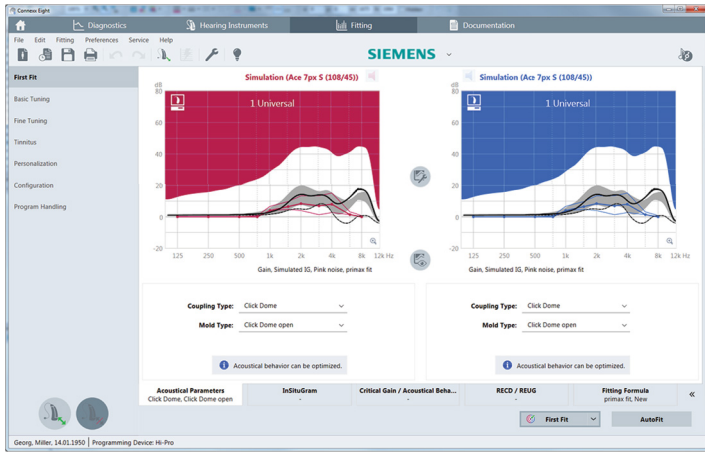 Connexx Eight
Diagnostics
Hearing Instruments
Fitting
Documentation
File Edit Fitting Preferences Service Help
SIEMENS
First Fit
Basic Tuning
Fine Tuning
Tinnitus
Personalization
Configuration
Program Handling
Simulation (Ace 7px S (108/45))
dB
80
60
40
20
0
-20
1 Universal
125 250 500 1k 2k 4k 8k 12k Hz
Gain, Simulated IG, Pink noise, primax fit
Coupling Type: Click Dome
Mold Type: Click Dome open
Acoustical behavior can be optimized.
Simulation (Ace 7px S (108/45))
dB
80
60
40
20
0
-20
1 Universal
125 250 500 1k 2k 4k 8k 12k Hz
Gain, Simulated IG, Pink noise, primax fit
Coupling Type: Click Dome
Mold Type: Click Dome open
Acoustical behavior can be optimized.
Acoustical Parameters
Click Dome, Click Dome open
InSituGram
-
Critical Gain / Acoustical Beha...
-
RECD / REUG
-
Fitting Formula
primax fit, New
«
First Fit
AutoFit
Georg, Miller, 14.01.1950 Programming Device: Hi-Pro